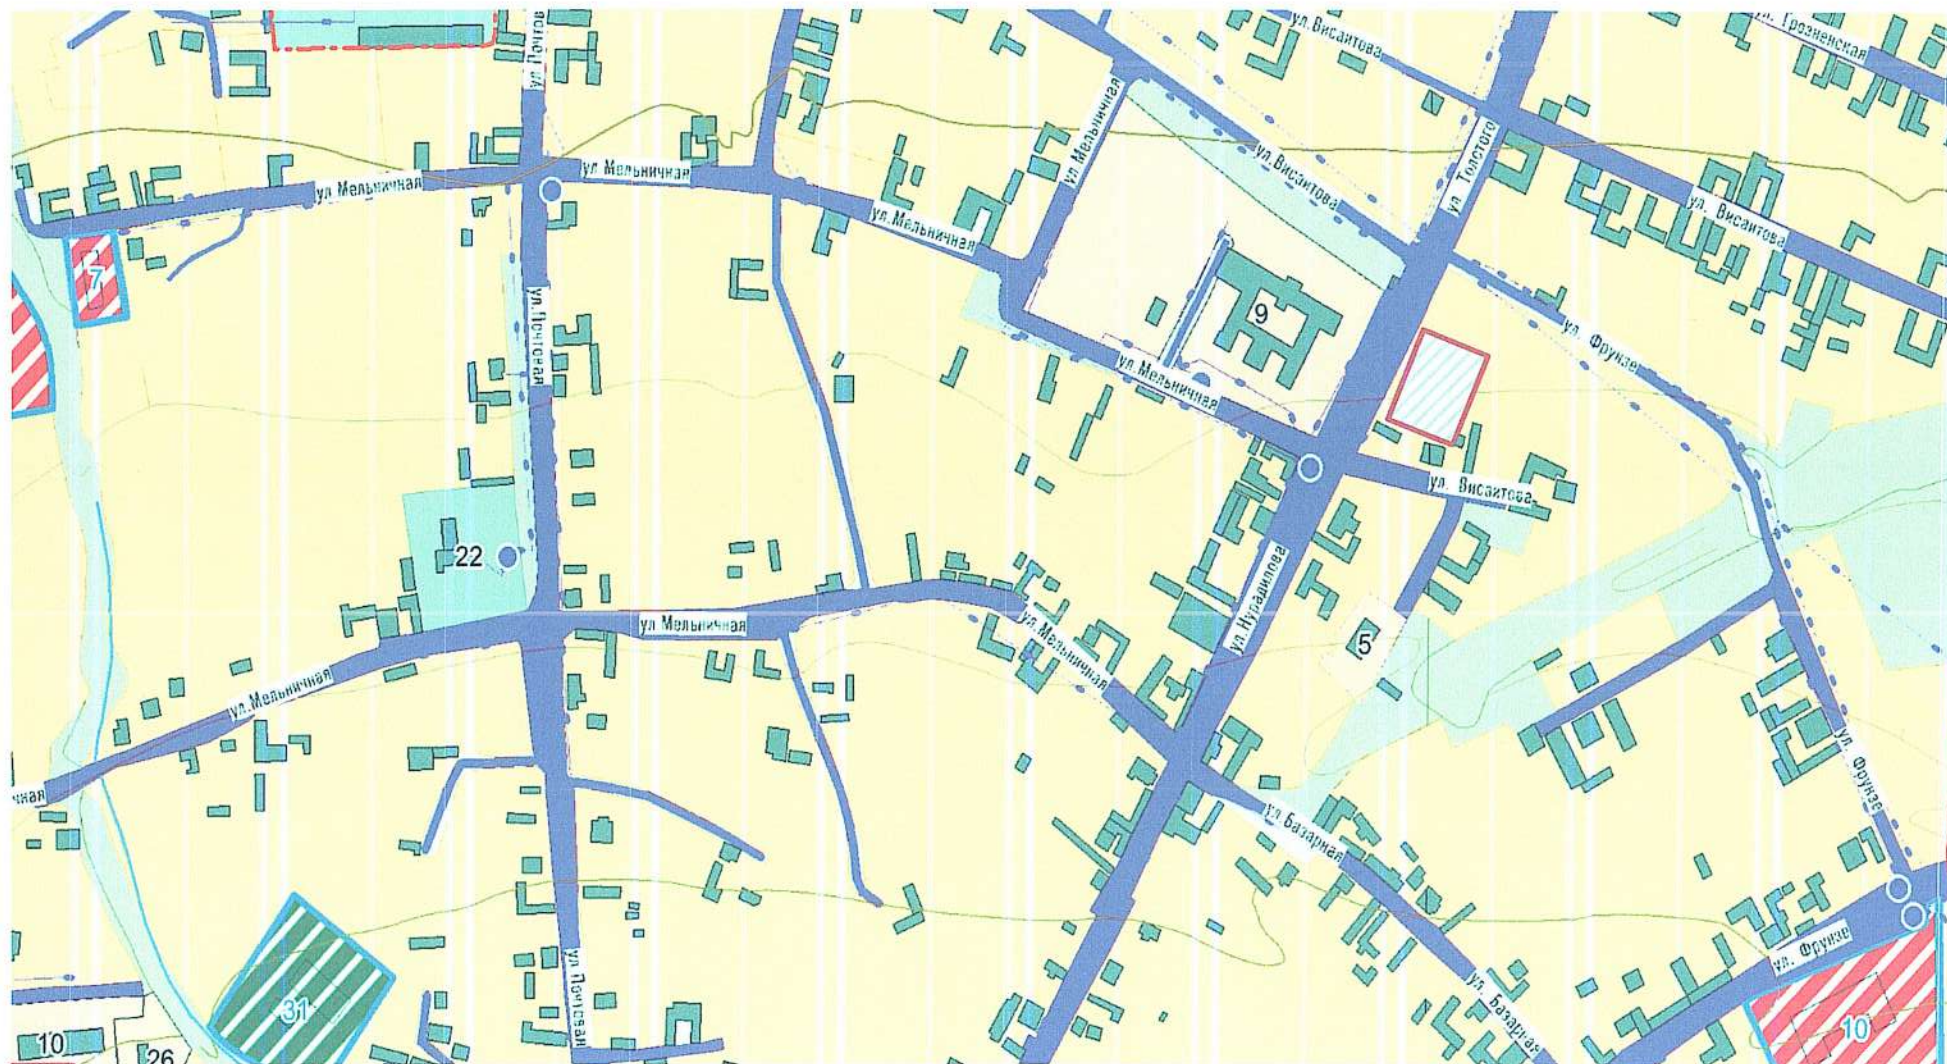 ул. Висаитова
ул. Грозненская
ул.Мельничная
ул. Толстого
ул.Висаитова
ул.Мельничная
ул.Мельничная
ул.Мельничная
ул. Висаитова
7
9
ул.Почтовая
ул. Фрунзе
ул.Мельничная
ул. Висаитова
22
ул.Нурадилова
ул.Мельничная
ул.Мельничная
5
ул.Мельничная
ул. Фрунзе
чная
ул.Базарная
ул. Фрунзе
ул.Почтовая
31
ул. Базарная
10
10
26